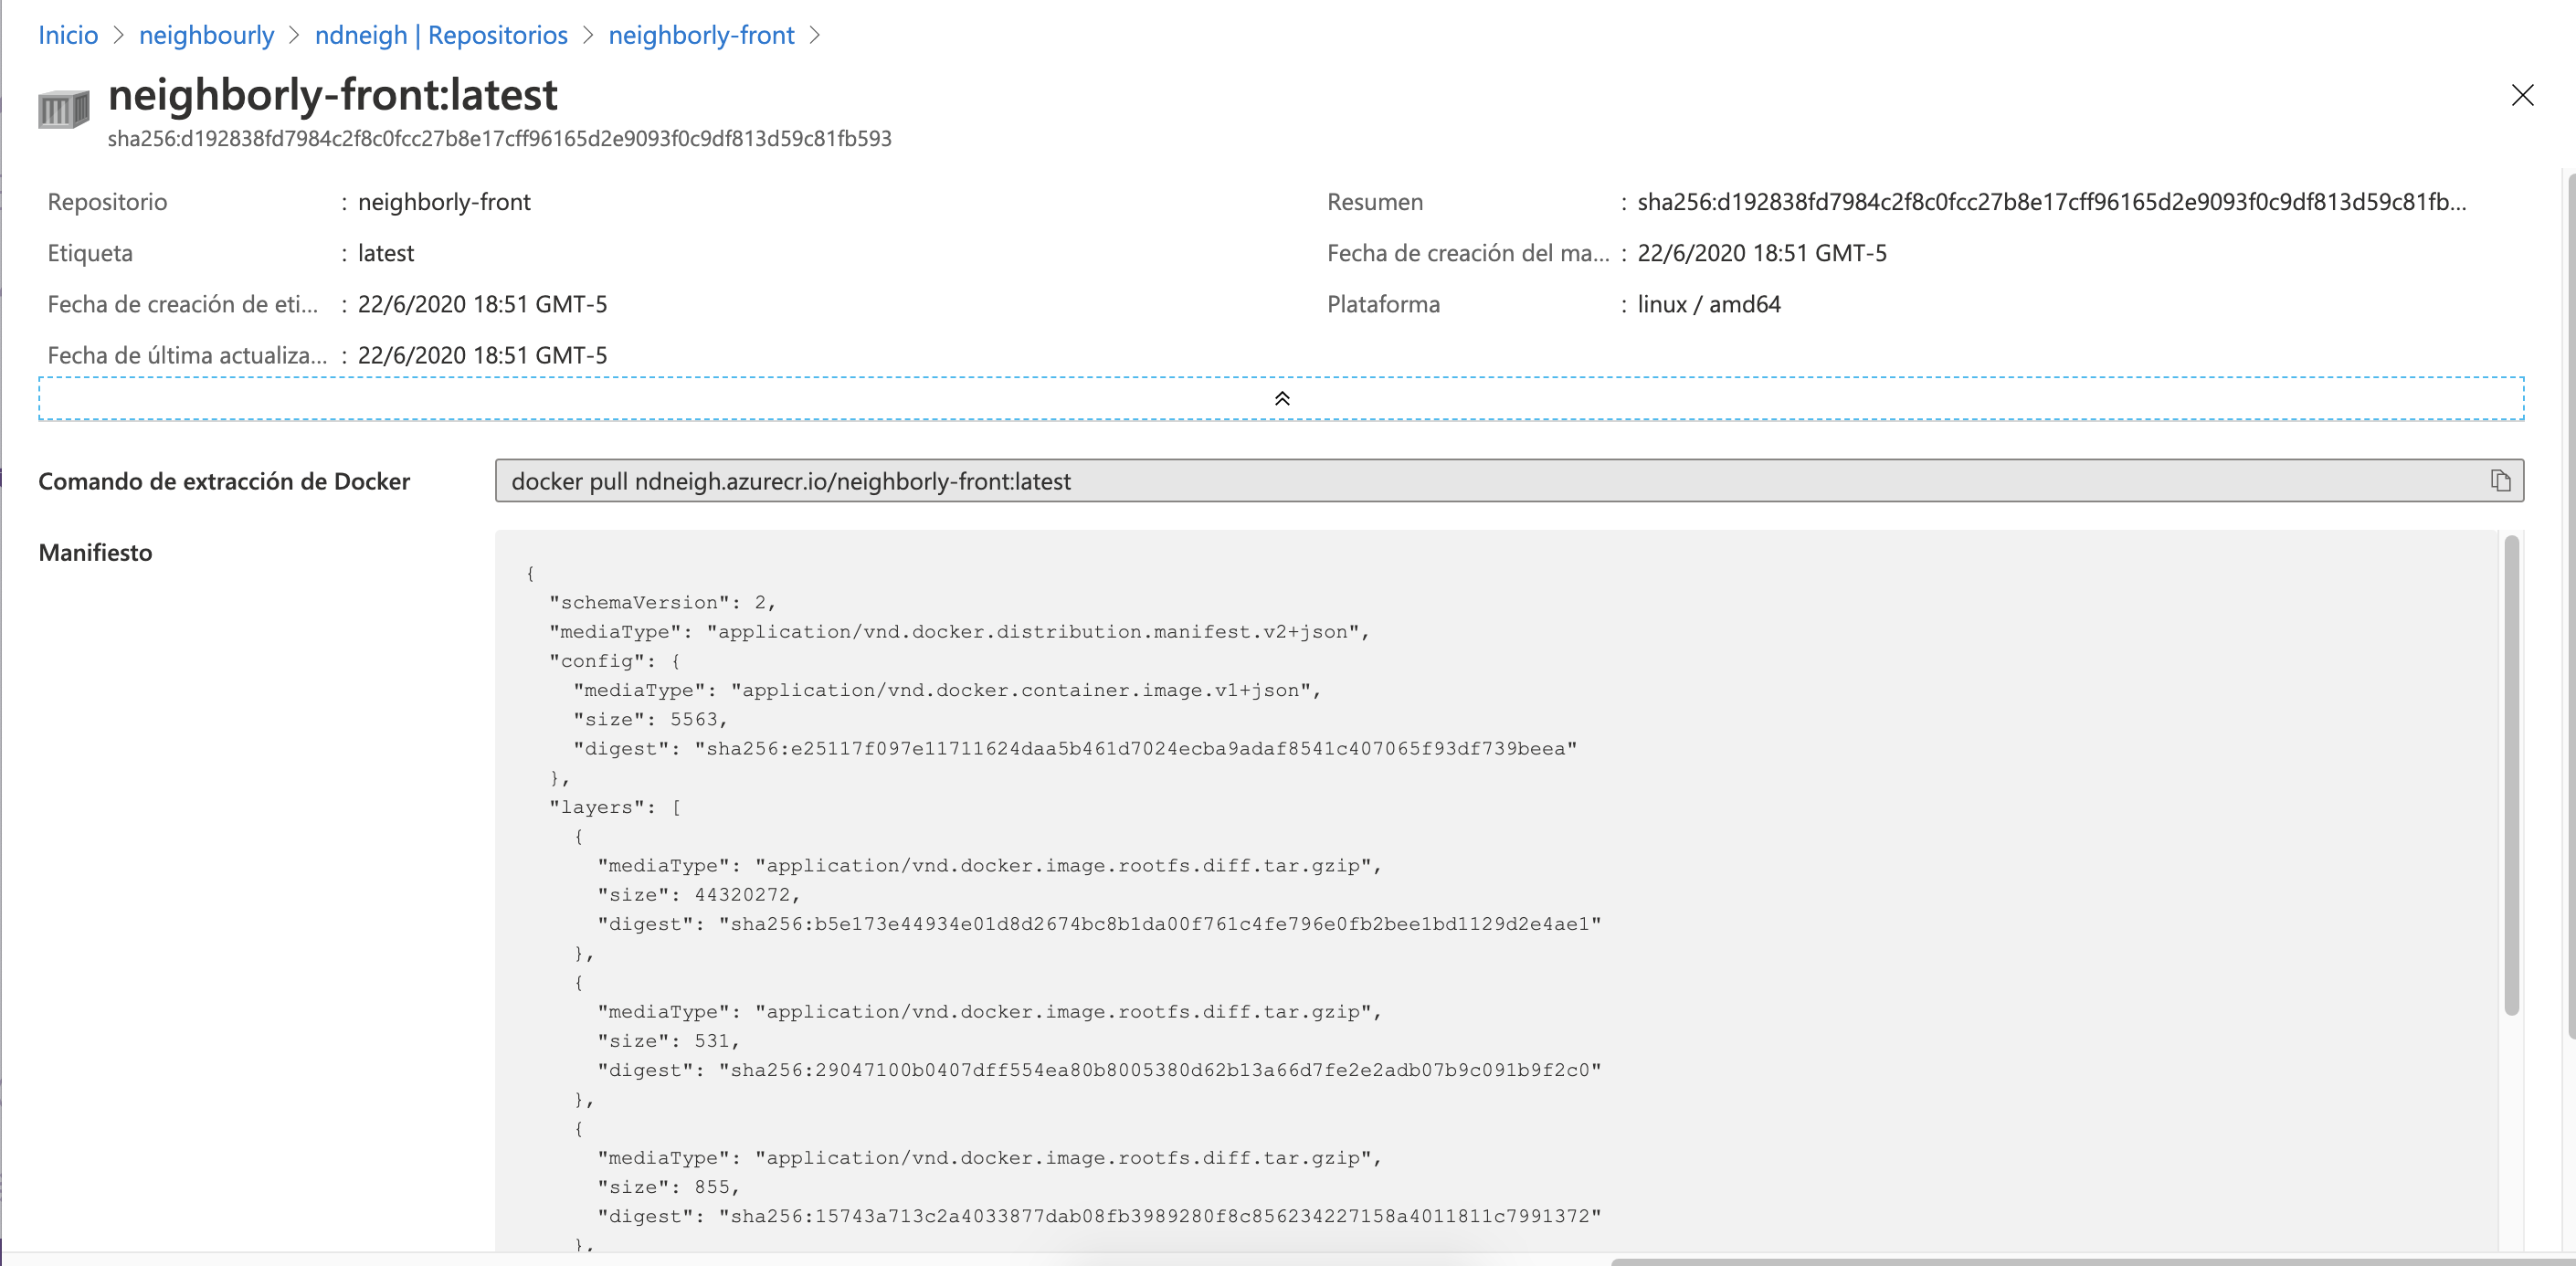 Inicio > neighbourly > ndneigh | Repositorios > neighborly-front >
neighborly-front:latest
sha256:d192838fd7984c2f8c0fcc27b8e17cff96165d2e9093f0c9df813d59c81fb593
Repositorio : neighborly-front
Resumen : sha256:d192838fd7984c2f8c0fcc27b8e17cff96165d2e9093f0c9df813d59c81fb...
Etiqueta : latest
Fecha de creación del ma... : 22/6/2020 18:51 GMT-5
Fecha de creación de eti... : 22/6/2020 18:51 GMT-5
Plataforma : linux / amd64
Fecha de última actualiza... : 22/6/2020 18:51 GMT-5
Comando de extracción de Docker
docker pull ndneigh.azurecr.io/neighborly-front:latest
Manifiesto
{
"schemaVersion": 2,
"mediaType": "application/vnd.docker.distribution.manifest.v2+json",
"config": {
"mediaType": "application/vnd.docker.container.image.v1+json",
"size": 5563,
"digest": "sha256:e25117f097e11711624daa5b461d7024ecba9adaf8541c407065f93df739beea"
},
"layers": [
{
"mediaType": "application/vnd.docker.image.rootfs.diff.tar.gzip",
"size": 44320272,
"digest": "sha256:b5e173e44934e01d8d2674bc8b1da00f761c4fe796e0fb2bee1bd1129d2e4ae1"
},
{
"mediaType": "application/vnd.docker.image.rootfs.diff.tar.gzip",
"size": 531,
"digest": "sha256:29047100b0407dff554ea80b8005380d62b13a66d7fe2e2adb07b9c091b9f2c0"
},
{
"mediaType": "application/vnd.docker.image.rootfs.diff.tar.gzip",
"size": 855,
"digest": "sha256:15743a713c2a4033877dab08fb3989280f8c856234227158a4011811c7991372"
},